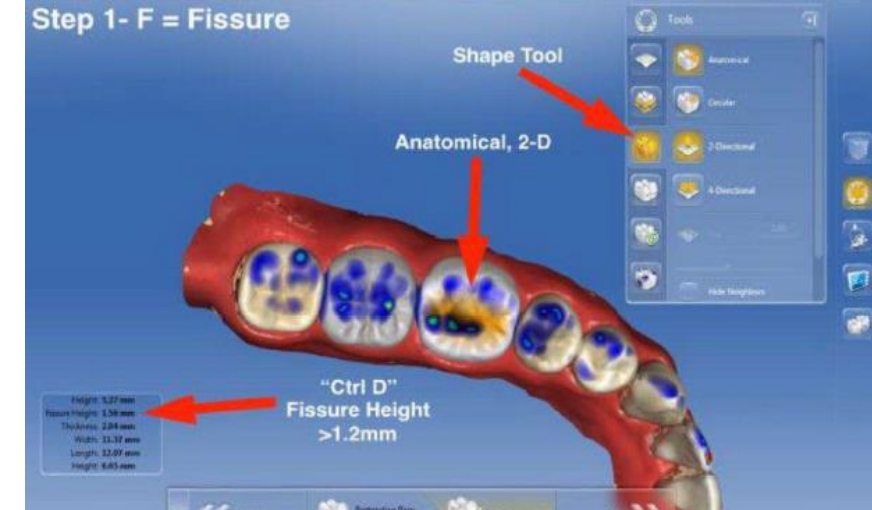 Step 1- F = Fissure
Tools
Shape Tool
Anatomical
Circular
Anatomical, 2-D
2-Directional
4-Directional
Hide Neighbors
"Ctrl D"
Fissure Height
>1.2mm
Height: 5.27 mm
Fissure Height: 1.56 mm
Thickness: 2.04 mm
Width: 11.37 mm
Length: 12.07 mm
Height: 6.65 mm